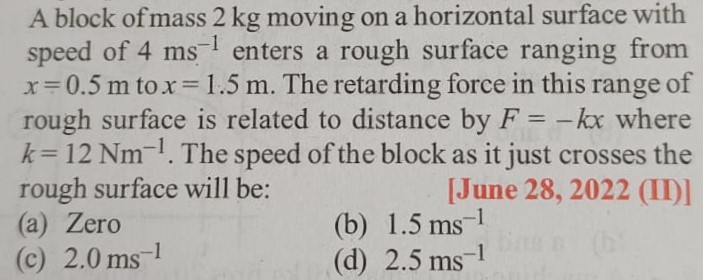 A block of mass 2 kg moving on a horizontal surface with
speed of 4 ms⁻¹ enters a rough surface ranging from
x = 0.5 m to x = 1.5 m. The retarding force in this range of
rough surface is related to distance by F = –kx where
k = 12 Nm⁻¹. The speed of the block as it just crosses the
rough surface will be: [June 28, 2022 (II)]
(a) Zero (b) 1.5 ms⁻¹
(c) 2.0 ms⁻¹ (d) 2.5 ms⁻¹